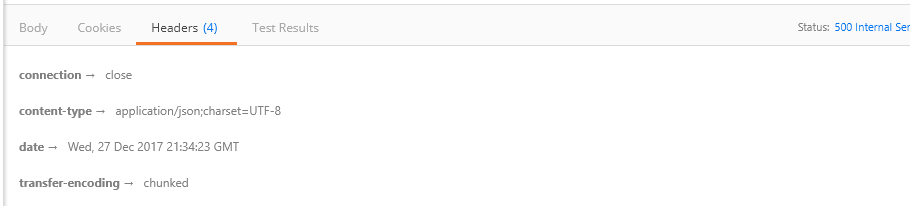 Body Cookies Headers (4) Test Results Status: 500 Internal Ser
connection → close
content-type → application/json;charset=UTF-8
date → Wed, 27 Dec 2017 21:34:23 GMT
transfer-encoding → chunked